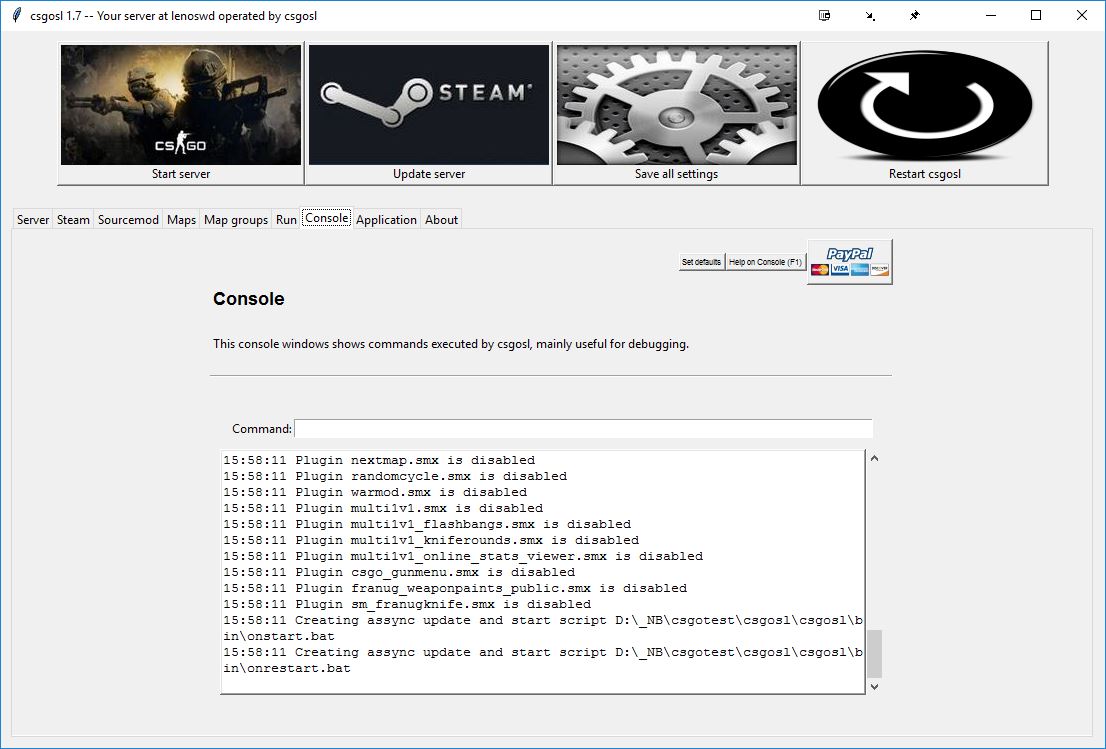 csgosl 1.7 -- Your server at lenoswd operated by csgosl
CS GO
STEAM
Start server
Update server
Save all settings
Restart csgosl
Server
Steam
Sourcemod
Maps
Map groups
Run
Console
Application
About
Set defaults
Help on Console (F1)
PayPal
MasterCard
VISA
DISCOVER
Console
This console windows shows commands executed by csgosl, mainly useful for debugging.
Command:
15:58:11 Plugin nextmap.smx is disabled
15:58:11 Plugin randomcycle.smx is disabled
15:58:11 Plugin warmod.smx is disabled
15:58:11 Plugin multi1v1.smx is disabled
15:58:11 Plugin multi1v1_flashbangs.smx is disabled
15:58:11 Plugin multi1v1_kniferounds.smx is disabled
15:58:11 Plugin multi1v1_online_stats_viewer.smx is disabled
15:58:11 Plugin csgo_gunmenu.smx is disabled
15:58:11 Plugin franug_weaponpaints_public.smx is disabled
15:58:11 Plugin sm_franugknife.smx is disabled
15:58:11 Creating assync update and start script D:\_NB\csgotest\csgosl\csgosl\b
in\onstart.bat
15:58:11 Creating assync update and start script D:\_NB\csgotest\csgosl\csgosl\b
in\onrestart.bat